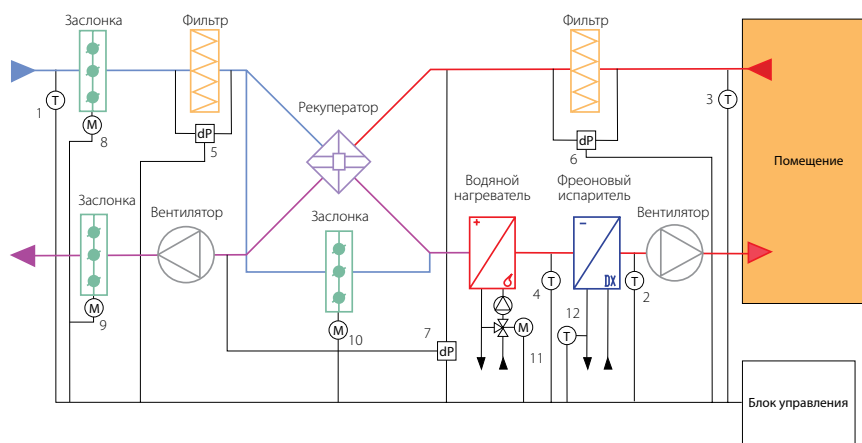 Заслонка
Фильтр
Фильтр
Рекуператор
1
T
M
8
dP
5
dP
6
3
T
Помещение
Заслонка
Вентилятор
Заслонка
Водяной
нагреватель
Фреоновый
испаритель
Вентилятор
+
−
DX
M
9
M
10
7
dP
4
T
M
11
12
T
T
2
Блок управления